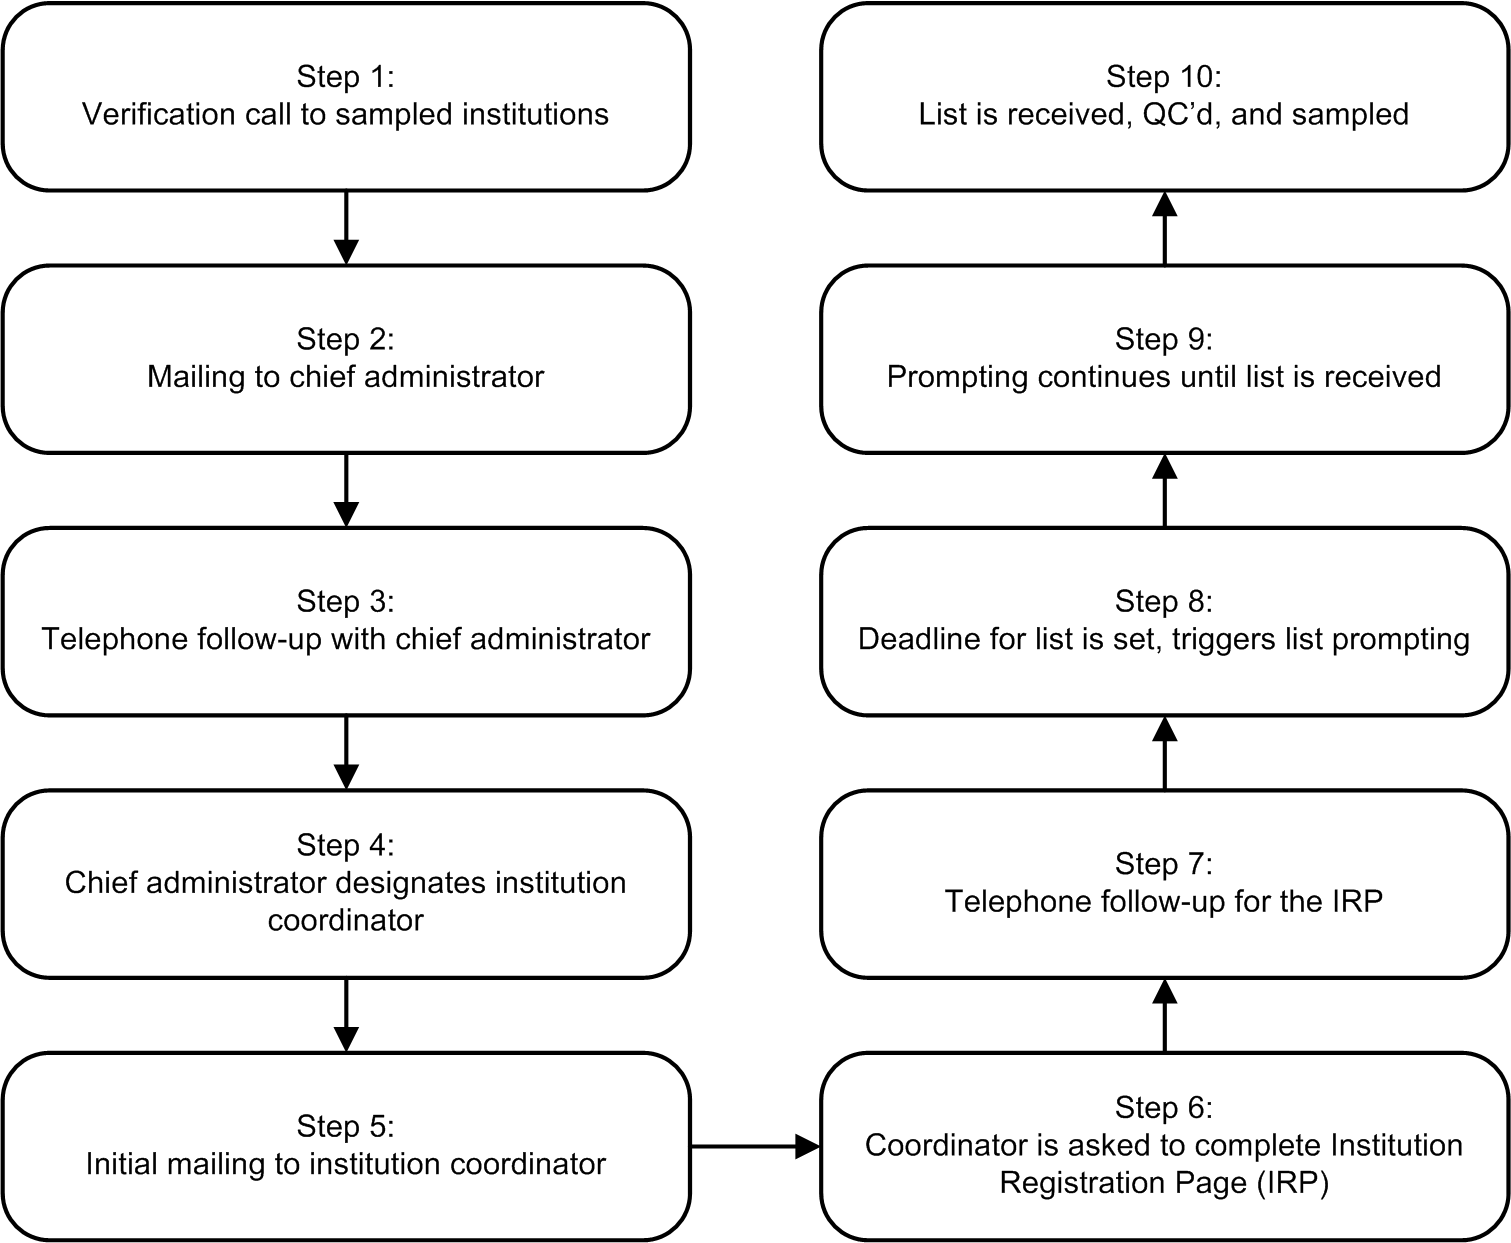 Step 1:
Verification call to sampled institutions
Step 2:
Mailing to chief administrator
Step 3:
Telephone follow-up with chief administrator
Step 4:
Chief administrator designates institution
coordinator
Step 5:
Initial mailing to institution coordinator
Step 6:
Coordinator is asked to complete Institution
Registration Page (IRP)
Step 7:
Telephone follow-up for the IRP
Step 8:
Deadline for list is set, triggers list prompting
Step 9:
Prompting continues until list is received
Step 10:
List is received, QC’d, and sampled